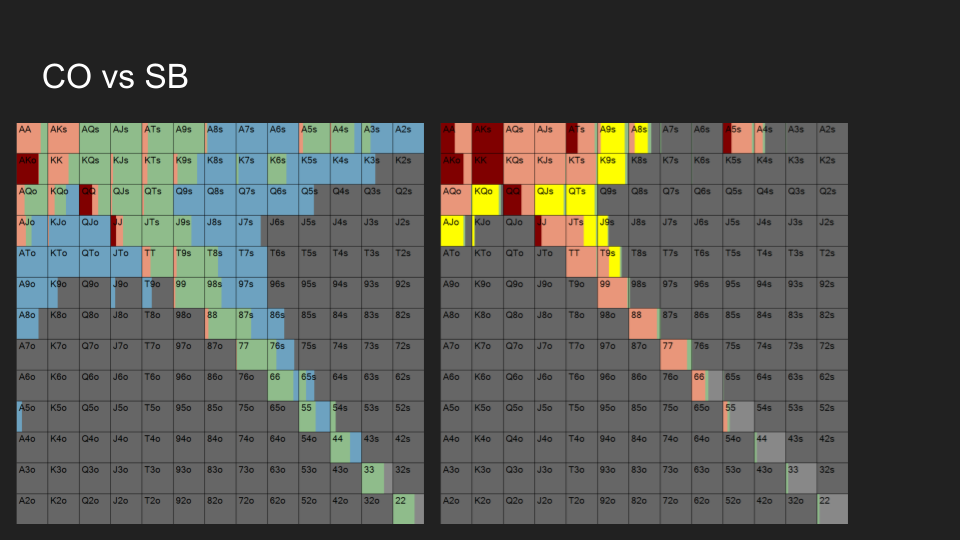 CO vs SB
AA AKs AQs AJs ATs A9s A8s A7s A6s A5s A4s A3s A2s AA AKs AQs AJs ATs A9s A8s A7s A6s A5s A4s A3s A2s
AKo KK KQs KJs KTs K9s K8s K7s K6s K5s K4s K3s K2s AKo KK KQs KJs KTs K9s K8s K7s K6s K5s K4s K3s K2s
AQo KQo QQ QJs QTs Q9s Q8s Q7s Q6s Q5s Q4s Q3s Q2s AQo KQo QQ QJs QTs Q9s Q8s Q7s Q6s Q5s Q4s Q3s Q2s
AJo KJo QJo JJ JTs J9s J8s J7s J6s J5s J4s J3s J2s AJo KJo QJo JJ JTs J9s J8s J7s J6s J5s J4s J3s J2s
ATo KTo QTo JTo TT T9s T8s T7s T6s T5s T4s T3s T2s ATo KTo QTo JTo TT T9s T8s T7s T6s T5s T4s T3s T2s
A9o K9o Q9o J9o T9o 99 98s 97s 96s 95s 94s 93s 92s A9o K9o Q9o J9o T9o 99 98s 97s 96s 95s 94s 93s 92s
A8o K8o Q8o J8o T8o 98o 88 87s 86s 85s 84s 83s 82s A8o K8o Q8o J8o T8o 98o 88 87s 86s 85s 84s 83s 82s
A7o K7o Q7o J7o T7o 97o 87o 77 76s 75s 74s 73s 72s A7o K7o Q7o J7o T7o 97o 87o 77 76s 75s 74s 73s 72s
A6o K6o Q6o J6o T6o 96o 86o 76o 66 65s 64s 63s 62s A6o K6o Q6o J6o T6o 96o 86o 76o 66 65s 64s 63s 62s
A5o K5o Q5o J5o T5o 95o 85o 75o 65o 55 54s 53s 52s A5o K5o Q5o J5o T5o 95o 85o 75o 65o 55 54s 53s 52s
A4o K4o Q4o J4o T4o 94o 84o 74o 64o 54o 44 43s 42s A4o K4o Q4o J4o T4o 94o 84o 74o 64o 54o 44 43s 42s
A3o K3o Q3o J3o T3o 93o 83o 73o 63o 53o 43o 33 32s A3o K3o Q3o J3o T3o 93o 83o 73o 63o 53o 43o 33 32s
A2o K2o Q2o J2o T2o 92o 82o 72o 62o 52o 42o 32o 22 A2o K2o Q2o J2o T2o 92o 82o 72o 62o 52o 42o 32o 22